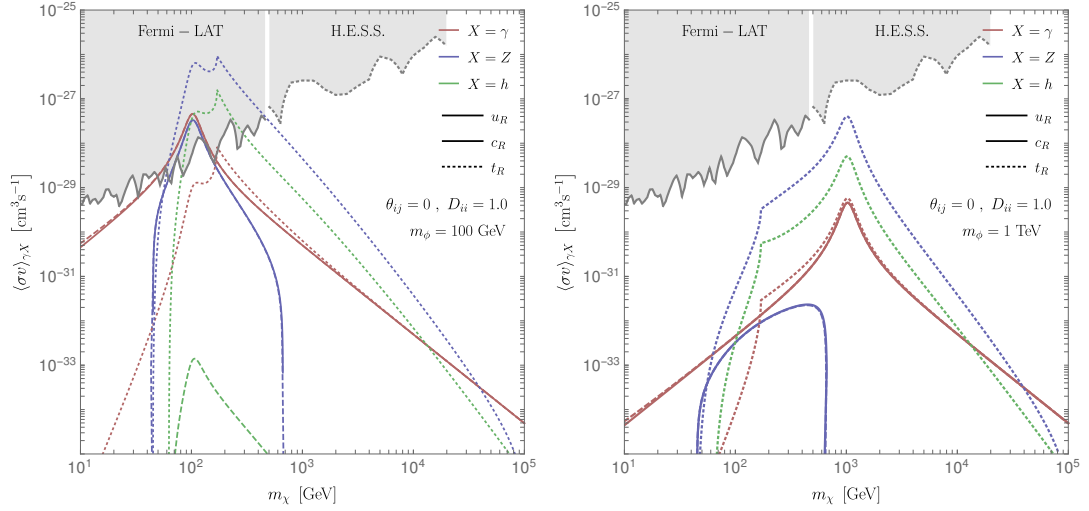 Fermi − LAT
H.E.S.S.
X = γ
X = Z
X = h
u_R
c_R
t_R
θ_ij = 0 , D_ii = 1.0
m_ϕ = 100 GeV
10^−25
10^−27
10^−29
10^−31
10^−33
⟨σv⟩_γX [cm^3 s^−1]
10^1
10^2
10^3
10^4
10^5
m_χ [GeV]
Fermi − LAT
H.E.S.S.
X = γ
X = Z
X = h
u_R
c_R
t_R
θ_ij = 0 , D_ii = 1.0
m_ϕ = 1 TeV
10^−25
10^−27
10^−29
10^−31
10^−33
⟨σv⟩_γX [cm^3 s^−1]
10^1
10^2
10^3
10^4
10^5
m_χ [GeV]